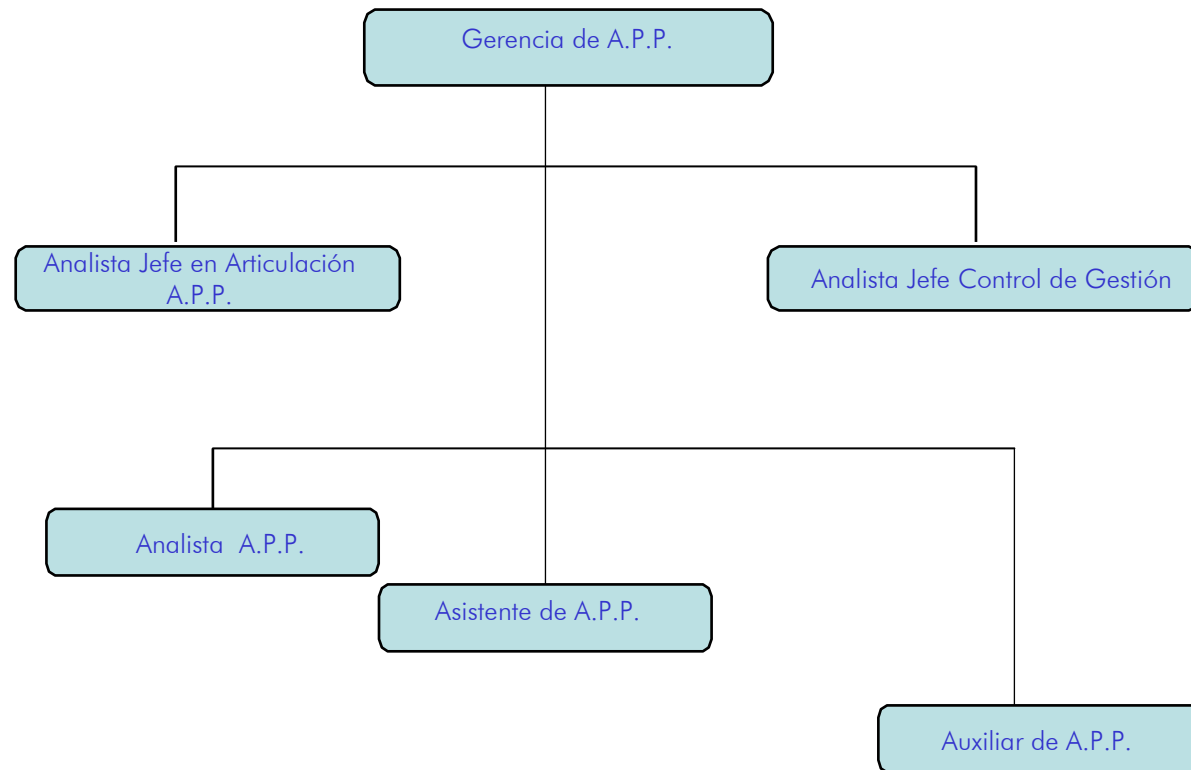 Gerencia de A.P.P.
Analista Jefe en Articulación
A.P.P.
Analista Jefe Control de Gestión
Analista A.P.P.
Asistente de A.P.P.
Auxiliar de A.P.P.